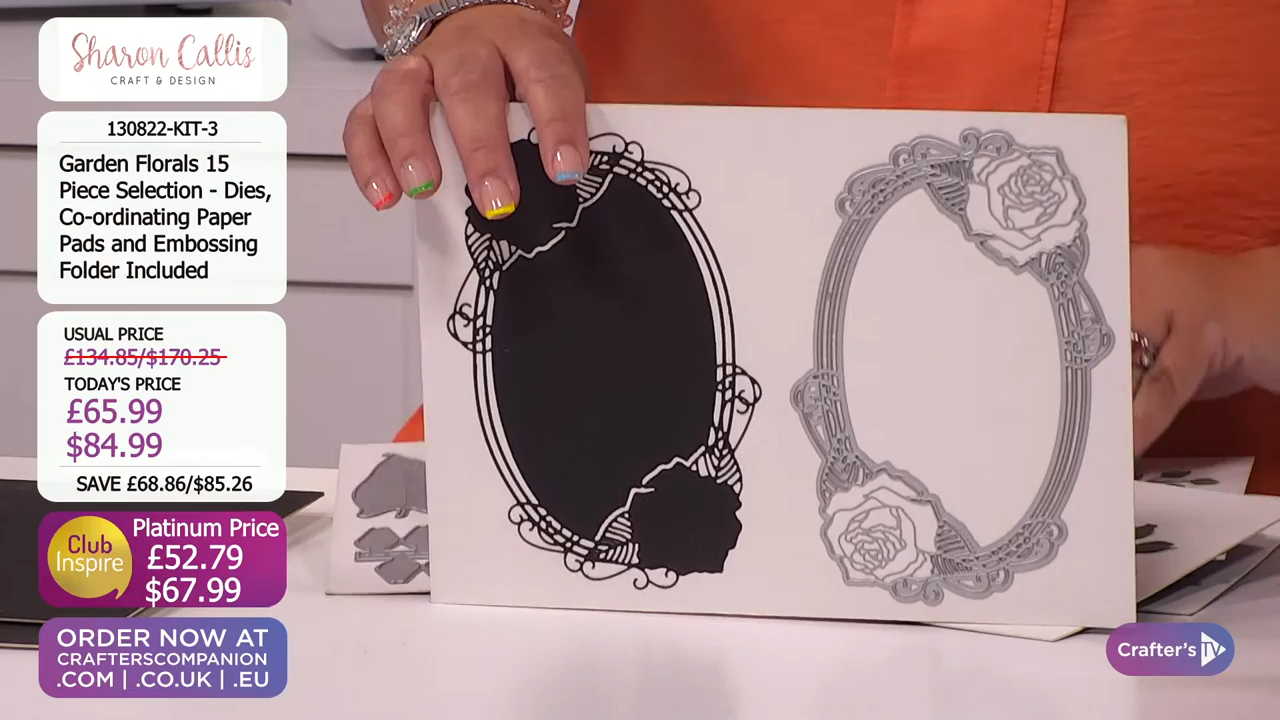 Sharon Callis
CRAFT & DESIGN
130822-KIT-3
Garden Florals 15
Piece Selection - Dies,
Co-ordinating Paper
Pads and Embossing
Folder Included
USUAL PRICE
£134.85/$170.25
TODAY'S PRICE
£65.99
$84.99
SAVE £68.86/$85.26
Club
Inspire
Platinum Price
£52.79
$67.99
ORDER NOW AT
CRAFTERSCOMPANION
.COM | .CO.UK | .EU
Crafter's TV